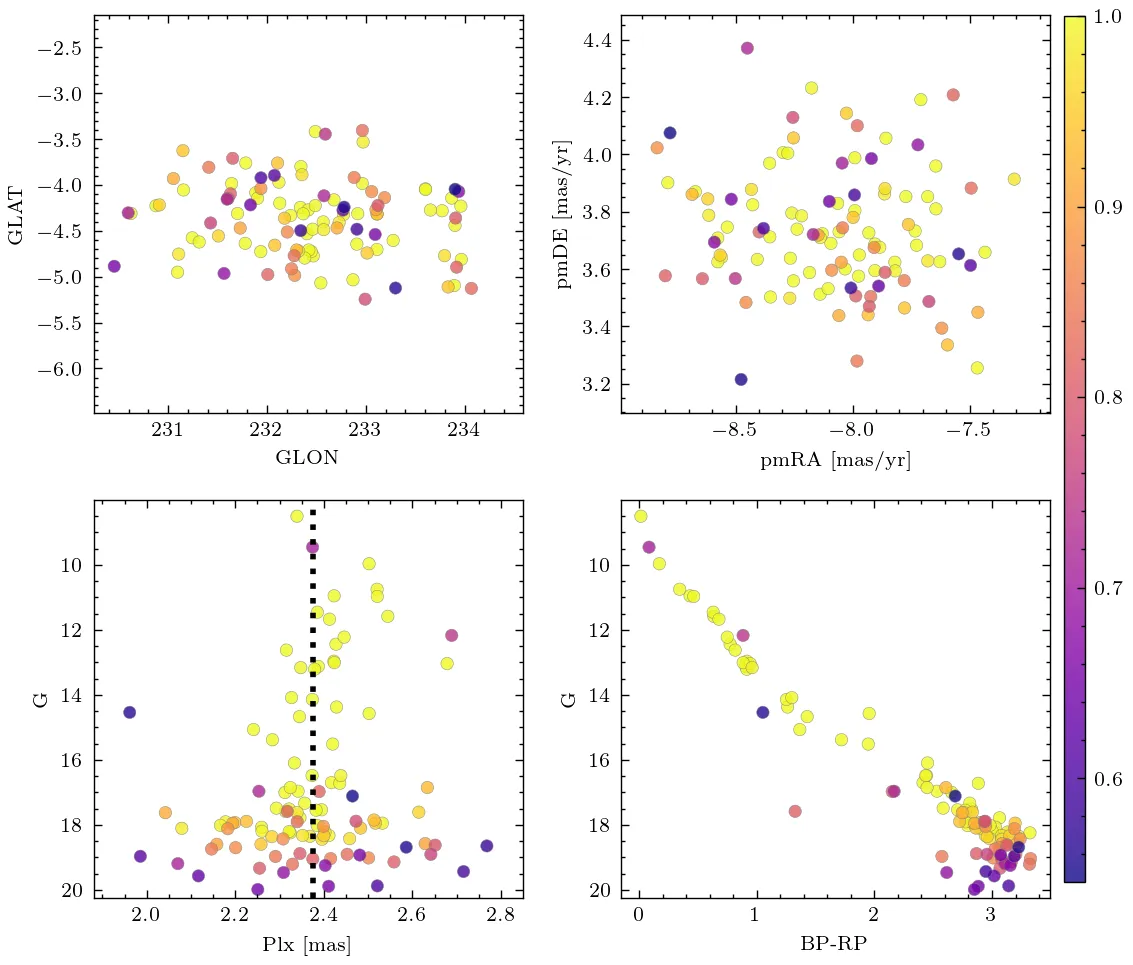 −2.5
−3.0
−3.5
−4.0
−4.5
−5.0
−5.5
−6.0
GLAT
231 232 233 234
GLON
4.4
4.2
4.0
3.8
3.6
3.4
3.2
pmDE [mas/yr]
−8.5 −8.0 −7.5
pmRA [mas/yr]
1.0
0.9
0.8
0.7
0.6
10
12
14
16
18
20
G
2.0 2.2 2.4 2.6 2.8
Plx [mas]
10
12
14
16
18
20
G
0 1 2 3
BP-RP